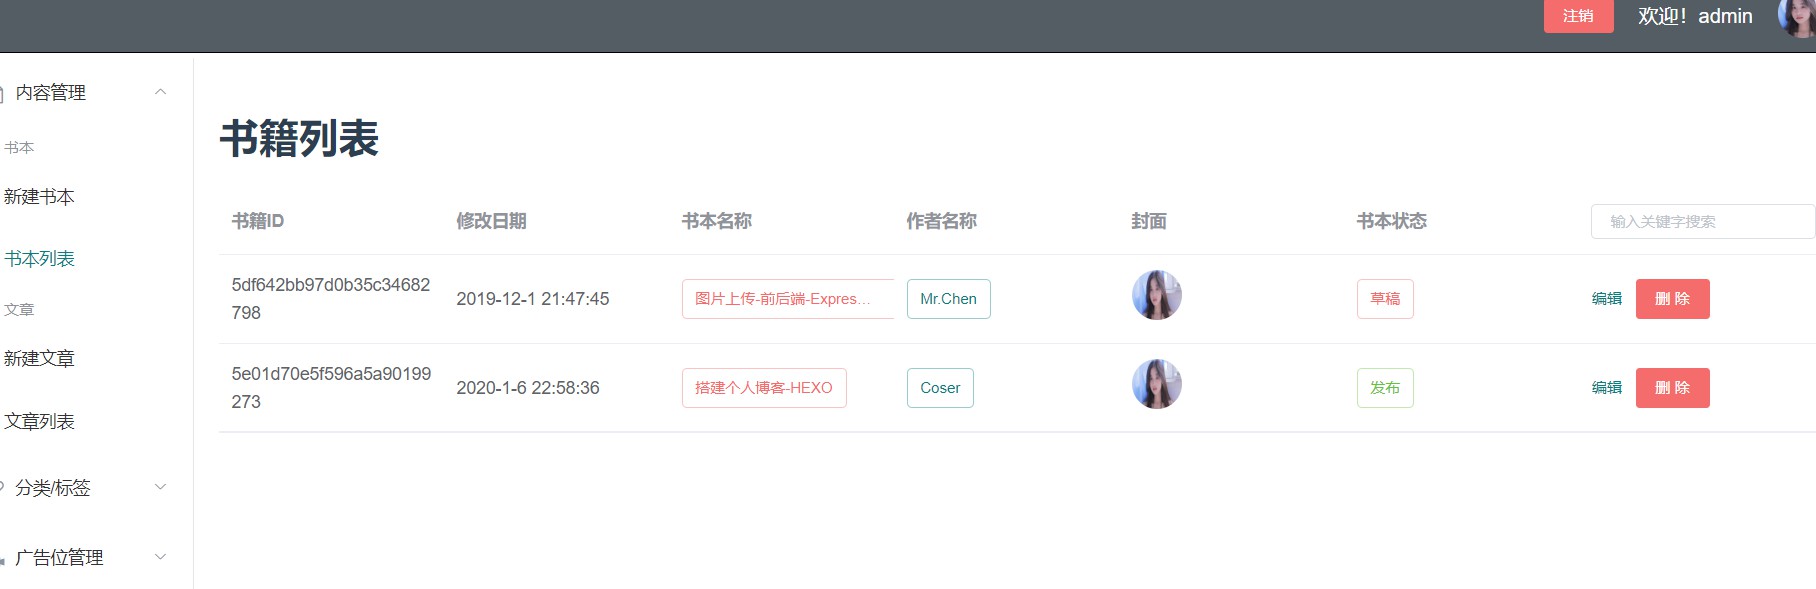 注销 欢迎！admin
内容管理
书本
新建书本
书本列表
文章
新建文章
文章列表
分类/标签
广告位管理
书籍列表
书籍ID 修改日期 书本名称 作者名称 封面 书本状态 输入关键字搜索
5df642bb97d0b35c34682
798
2019-12-1 21:47:45 图片上传-前后端-Expres… Mr.Chen 草稿 编辑 删 除
5e01d70e5f596a5a90199
273
2020-1-6 22:58:36 搭建个人博客-HEXO Coser 发布 编辑 删 除